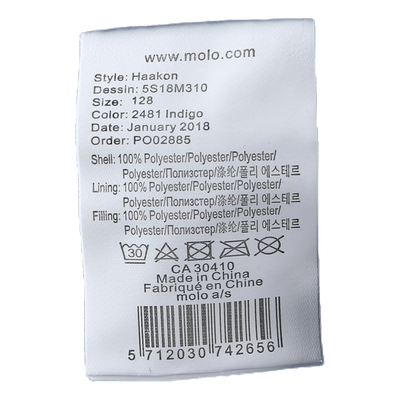 www.molo.com
Style: Haakon
Dessin: 5S18M310
Size: 128
Color: 2481 Indigo
Date: January 2018
Order: PO02885
Shell: 100% Polyester/Polyester/Polyester/
Polyester/Полиэстер/涤纶/폴리 에스테르
Lining: 100% Polyester/Polyester/Polyester/
Polyester/Полиэстер/涤纶/폴리 에스테르
Filling: 100% Polyester/Polyester/Polyester/
Polyester/Полиэстер/涤纶/폴리 에스테르
30
CA 30410
Made in China
Fabriqué en Chine
molo a/s
5 712030 742656